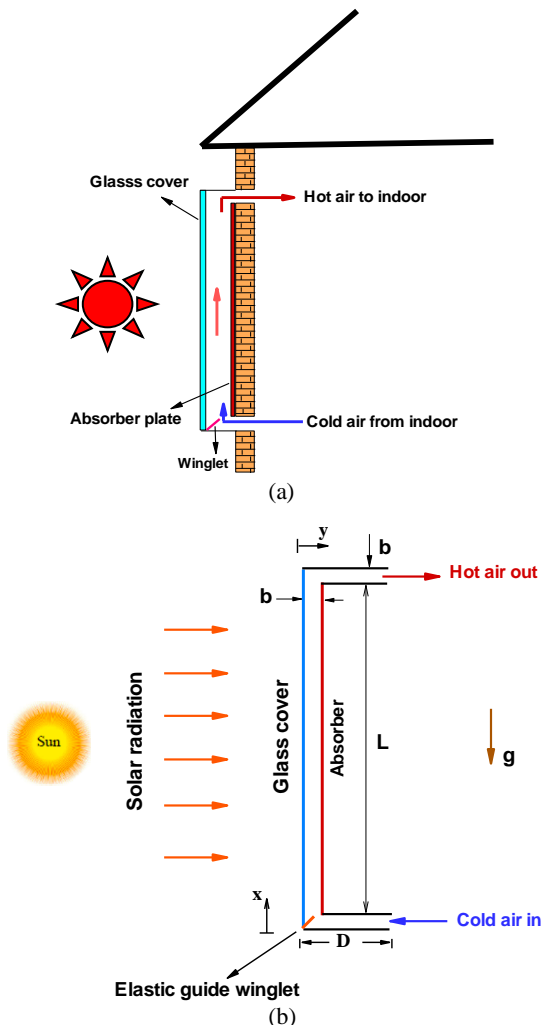 Glasss cover
Hot air to indoor
Absorber plate
Cold air from indoor
Winglet
(a)
y
b
Hot air out
b
Solar radiation
Glass cover
Absorber
L
Sun
g
x
Cold air in
D
Elastic guide winglet
(b)